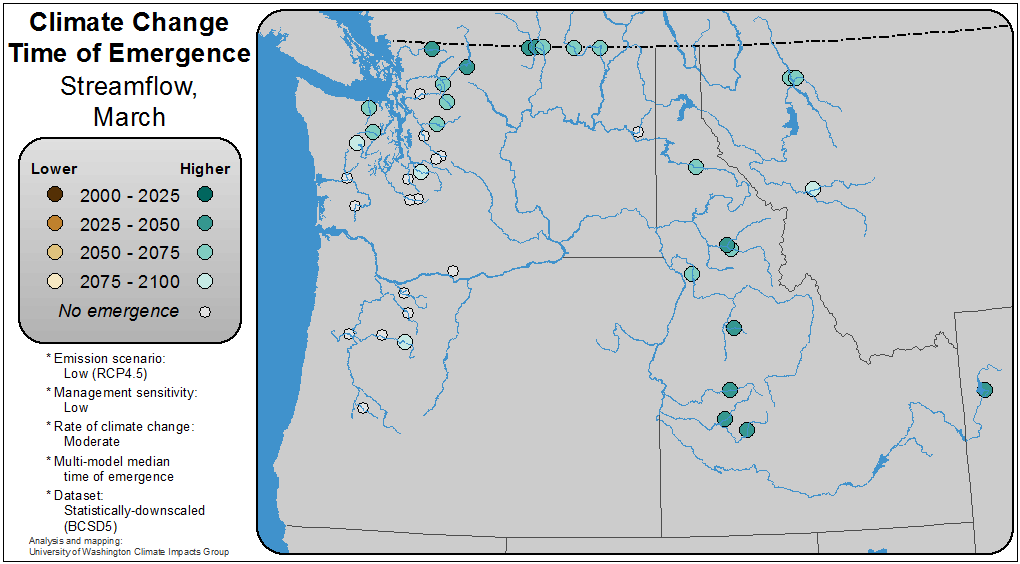 Climate Change
Time of Emergence
Streamflow,
March
Lower Higher
2000 - 2025
2025 - 2050
2050 - 2075
2075 - 2100
No emergence
* Emission scenario:
Low (RCP4.5)
* Management sensitivity:
Low
* Rate of climate change:
Moderate
* Multi-model median
time of emergence
* Dataset:
Statistically-downscaled
(BCSD5)
Analysis and mapping:
University of Washington Climate Impacts Group